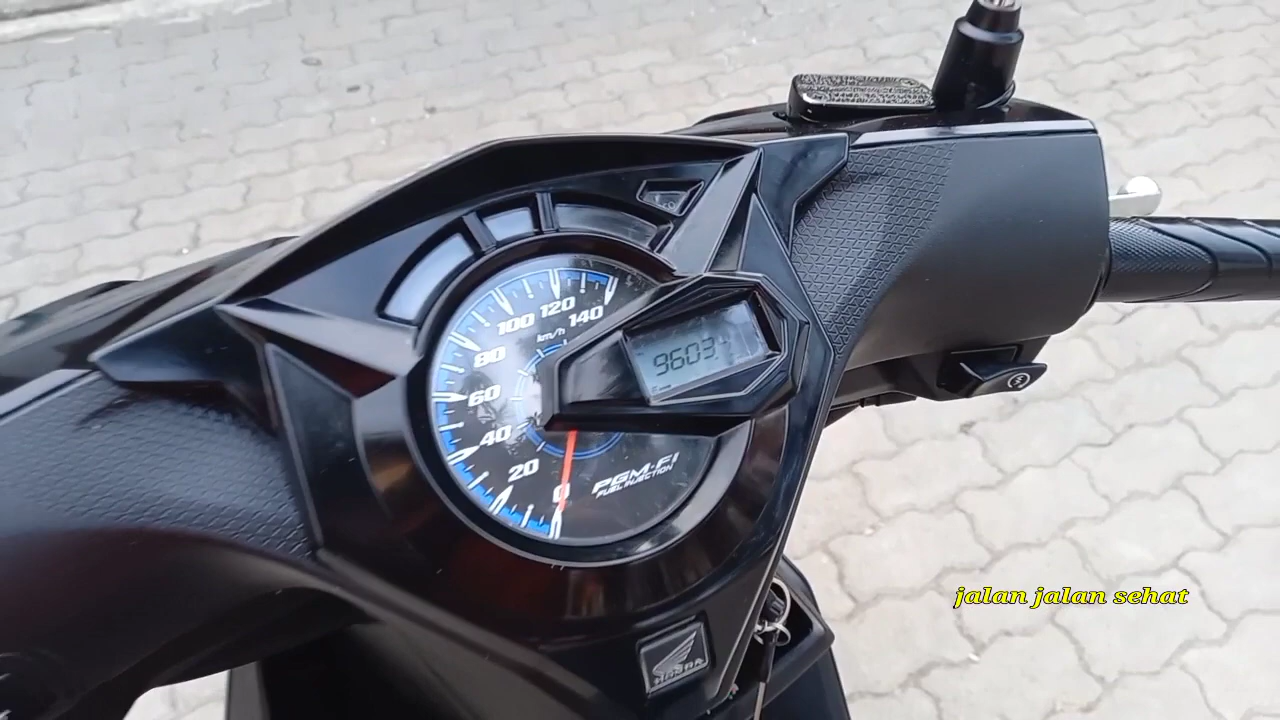 140
120
100
km/h
80
60
40
20
0
9603
PGM-FI
FUEL INJECTION
HONDA
jalan jalan sehat